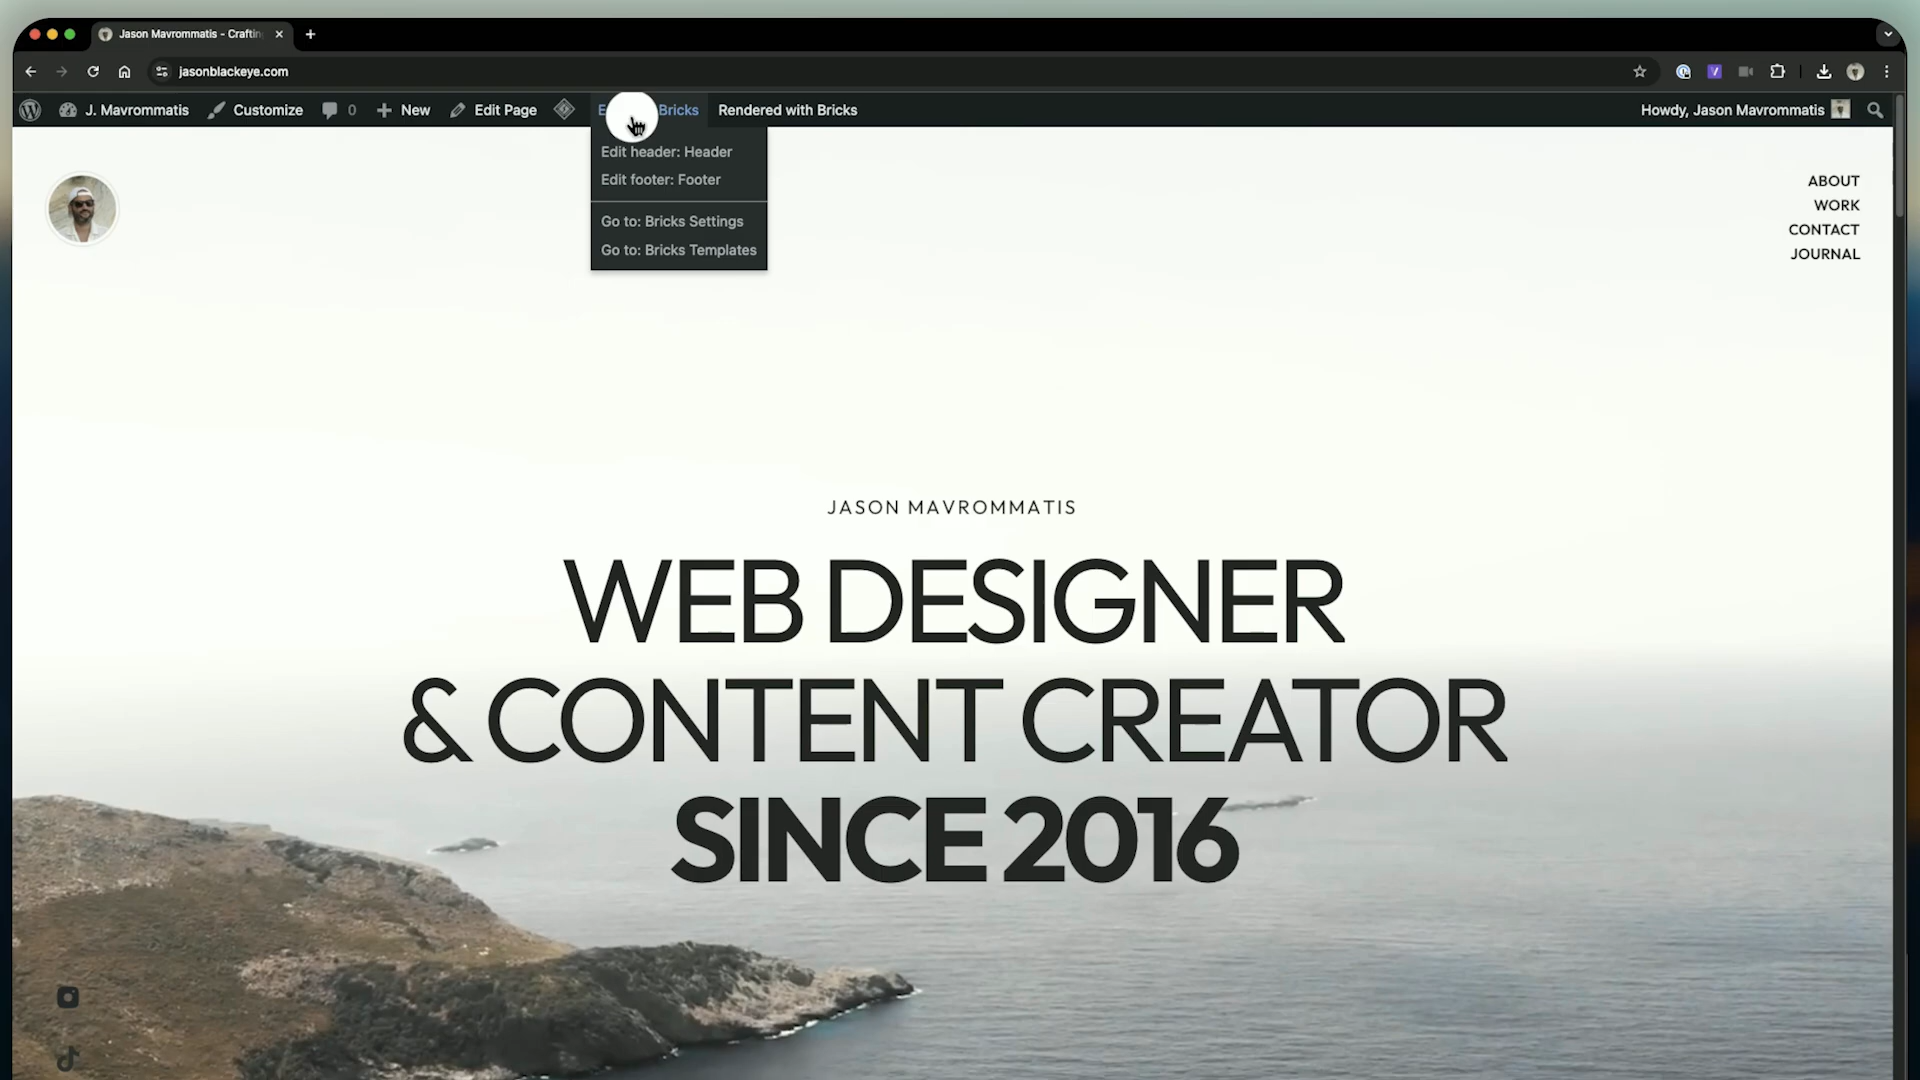 Jason Mavrommatis - Craftin
jasonblackeye.com
J. Mavrommatis Customize 0 New Edit Page Bricks Rendered with Bricks Howdy, Jason Mavrommatis
Edit header: Header
Edit footer: Footer
Go to: Bricks Settings
Go to: Bricks Templates
ABOUT
WORK
CONTACT
JOURNAL
JASON MAVROMMATIS
WEB DESIGNER
& CONTENT CREATOR
SINCE 2016